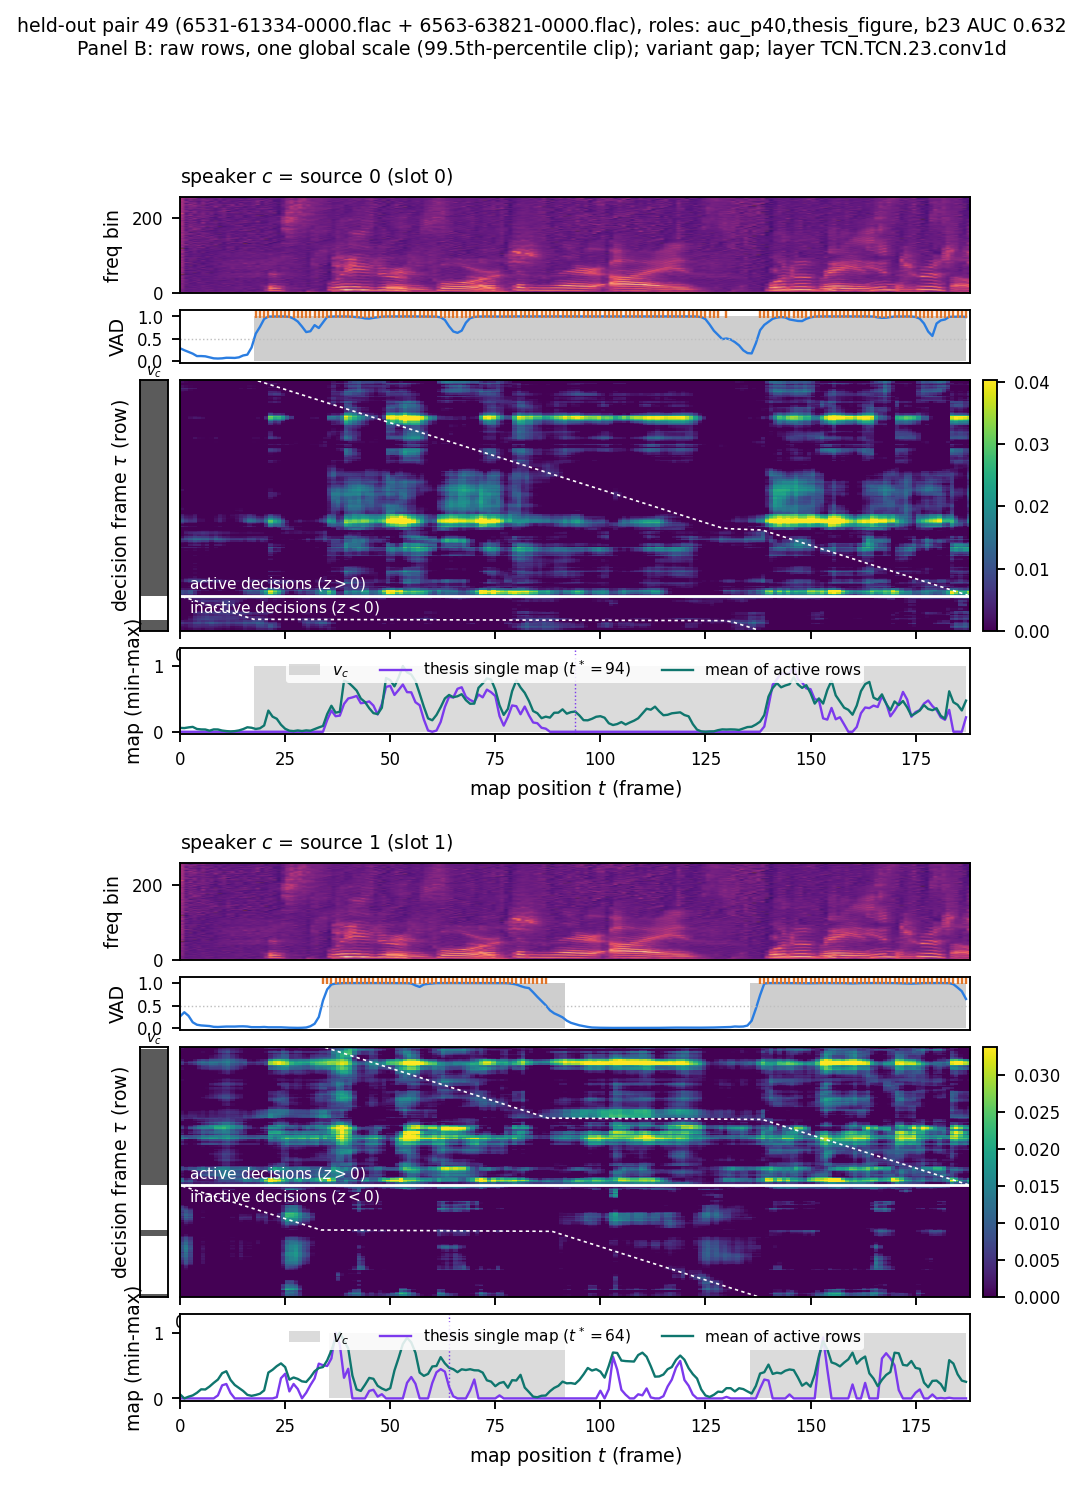 held-out pair 49 (6531-61334-0000.flac + 6563-63821-0000.flac), roles: auc_p40,thesis_figure, b23 AUC 0.632
Panel B: raw rows, one global scale (99.5th-percentile clip); variant gap; layer TCN.TCN.23.conv1d
speaker c = source 0 (slot 0)
freq bin
200
0
VAD
1.0
0.5
0.0
v_c
decision frame τ (row)
active decisions (z > 0)
inactive decisions (z < 0)
0.04
0.03
0.02
0.01
0.00
map (min-max)
1
0
v_c
thesis single map (t* = 94)
mean of active rows
0 25 50 75 100 125 150 175
map position t (frame)
speaker c = source 1 (slot 1)
freq bin
200
0
VAD
1.0
0.5
0.0
v_c
decision frame τ (row)
active decisions (z > 0)
inactive decisions (z < 0)
0.030
0.025
0.020
0.015
0.010
0.005
0.000
map (min-max)
1
0
v_c
thesis single map (t* = 64)
mean of active rows
0 25 50 75 100 125 150 175
map position t (frame)